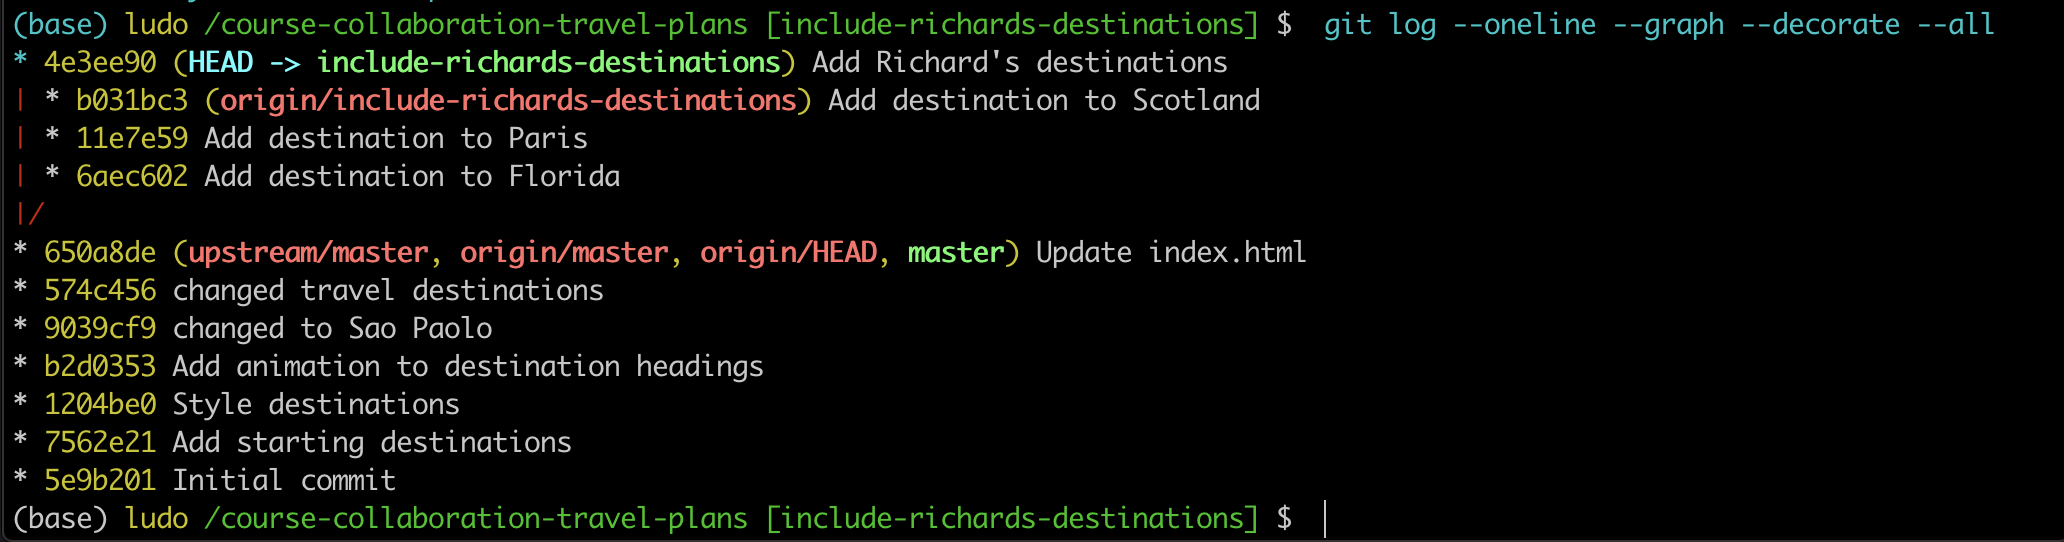 (base) ludo /course-collaboration-travel-plans [include-richards-destinations] $  git log --oneline --graph --decorate --all
* 4e3ee90 (HEAD -> include-richards-destinations) Add Richard's destinations
| * b031bc3 (origin/include-richards-destinations) Add destination to Scotland
| * 11e7e59 Add destination to Paris
| * 6aec602 Add destination to Florida
|/
* 650a8de (upstream/master, origin/master, origin/HEAD, master) Update index.html
* 574c456 changed travel destinations
* 9039cf9 changed to Sao Paolo
* b2d0353 Add animation to destination headings
* 1204be0 Style destinations
* 7562e21 Add starting destinations
* 5e9b201 Initial commit
(base) ludo /course-collaboration-travel-plans [include-richards-destinations] $